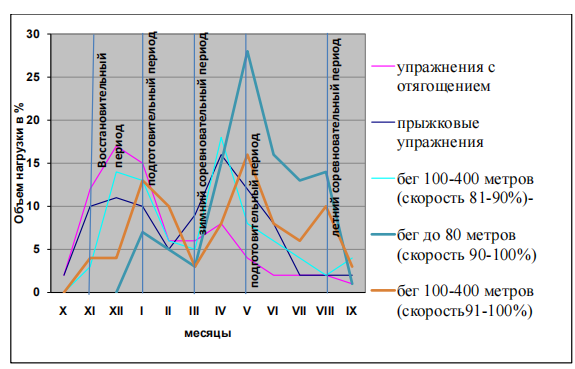 30
25
20
15
10
5
0
Объем нагрузки в %
Восстановительный
период
подготовительный период
зимний соревновательный период
подготовительный период
летний соревновательный период
X XI XII I II III IV V VI VII VIII IX
месяцы
упражнения с
отягощением
прыжковые
упражнения
бег 100-400 метров
(скорость 81-90%)-
бег до 80 метров
(скорость 90-100%)
бег 100-400 метров
(скорость91-100%)